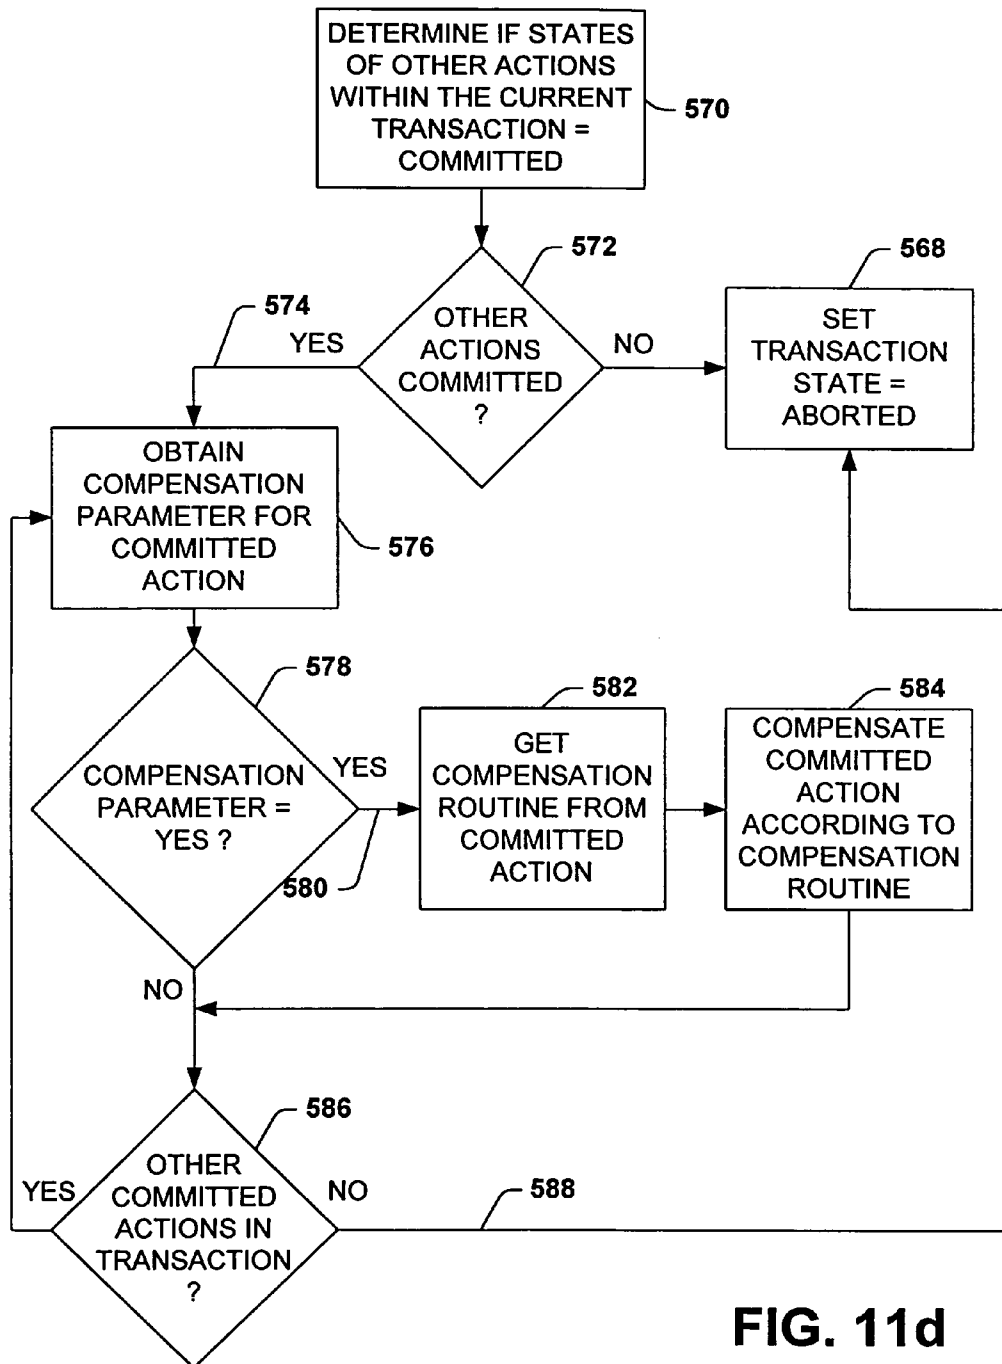 DETERMINE IF STATES
OF OTHER ACTIONS
WITHIN THE CURRENT
TRANSACTION =
COMMITTED
570
572
OTHER
ACTIONS
COMMITTED
?
574
YES
NO
568
SET
TRANSACTION
STATE =
ABORTED
OBTAIN
COMPENSATION
PARAMETER FOR
COMMITTED
ACTION
576
578
COMPENSATION
PARAMETER =
YES ?
YES
580
NO
582
GET
COMPENSATION
ROUTINE FROM
COMMITTED
ACTION
584
COMPENSATE
COMMITTED
ACTION
ACCORDING TO
COMPENSATION
ROUTINE
586
OTHER
COMMITTED
ACTIONS IN
TRANSACTION
?
YES
NO
588
FIG. 11d